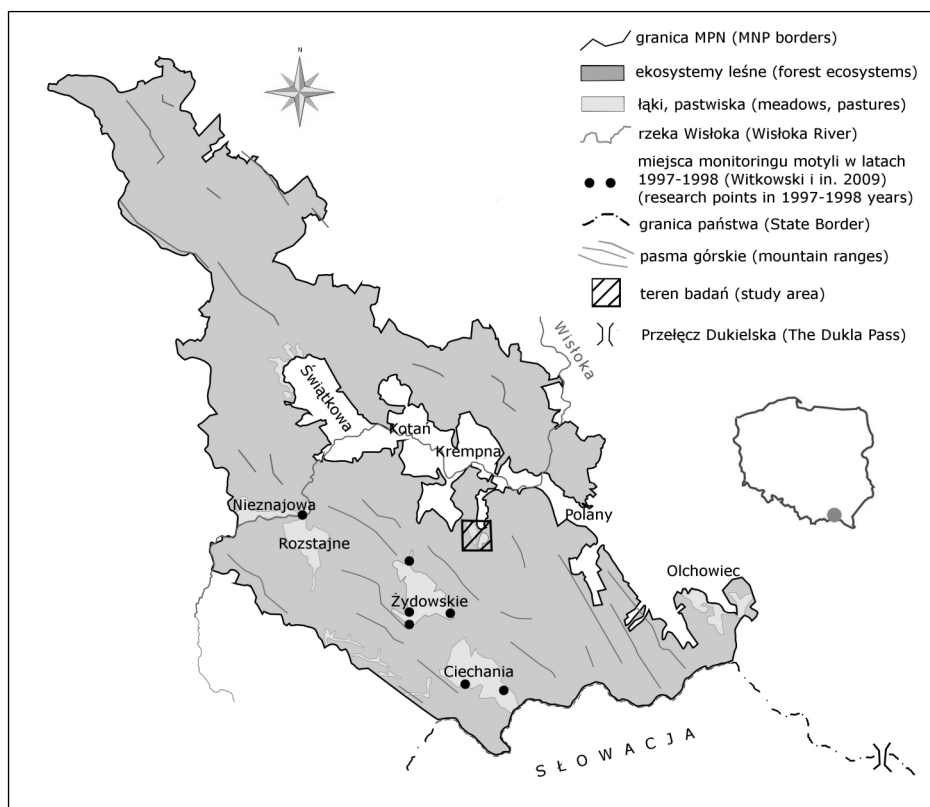 N
granica MPN (MNP borders)
ekosystemy leśne (forest ecosystems)
łąki, pastwiska (meadows, pastures)
rzeka Wisłoka (Wisłoka River)
miejsca monitoringu motyli w latach
1997-1998 (Witkowski i in. 2009)
(research points in 1997-1998 years)
granica państwa (State Border)
pasma górskie (mountain ranges)
teren badań (study area)
Przełęcz Dukielska (The Dukla Pass)
Wisłoka
Świątkowa
Kotań
Krempna
Nieznajowa
Polany
Rozstajne
Olchowiec
Żydowskie
Ciechania
SŁOWACJA